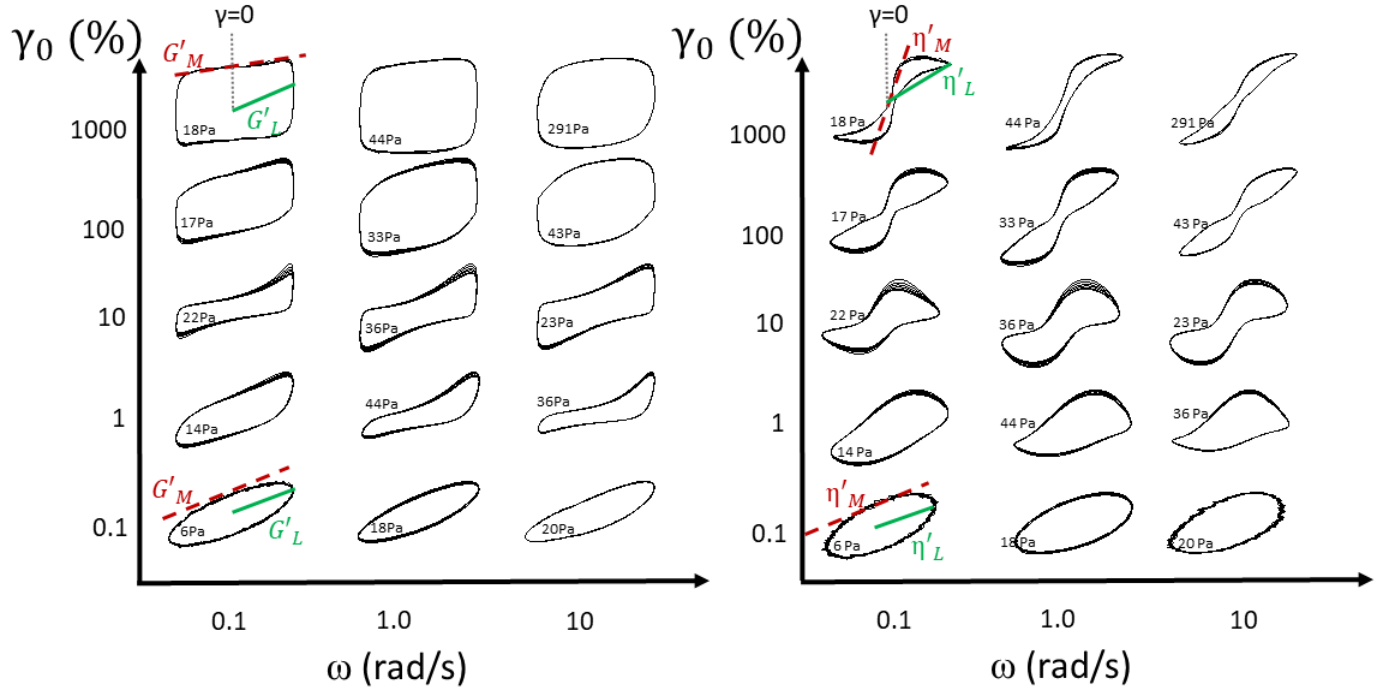 γ=0
γ₀ (%)
G'M
G'L
18Pa
44Pa
291Pa
1000
17Pa
33Pa
43Pa
100
22Pa
36Pa
23Pa
10
14Pa
44Pa
36Pa
1
G'M
G'L
6Pa
18Pa
20Pa
0.1
0.1
1.0
10
ω (rad/s)
γ=0
γ₀ (%)
η'M
η'L
18 Pa
44 Pa
291 Pa
1000
17 Pa
33 Pa
43 Pa
100
22 Pa
36 Pa
23 Pa
10
14 Pa
44 Pa
36 Pa
1
η'M
η'L
6 Pa
18 Pa
20 Pa
0.1
0.1
1.0
10
ω (rad/s)